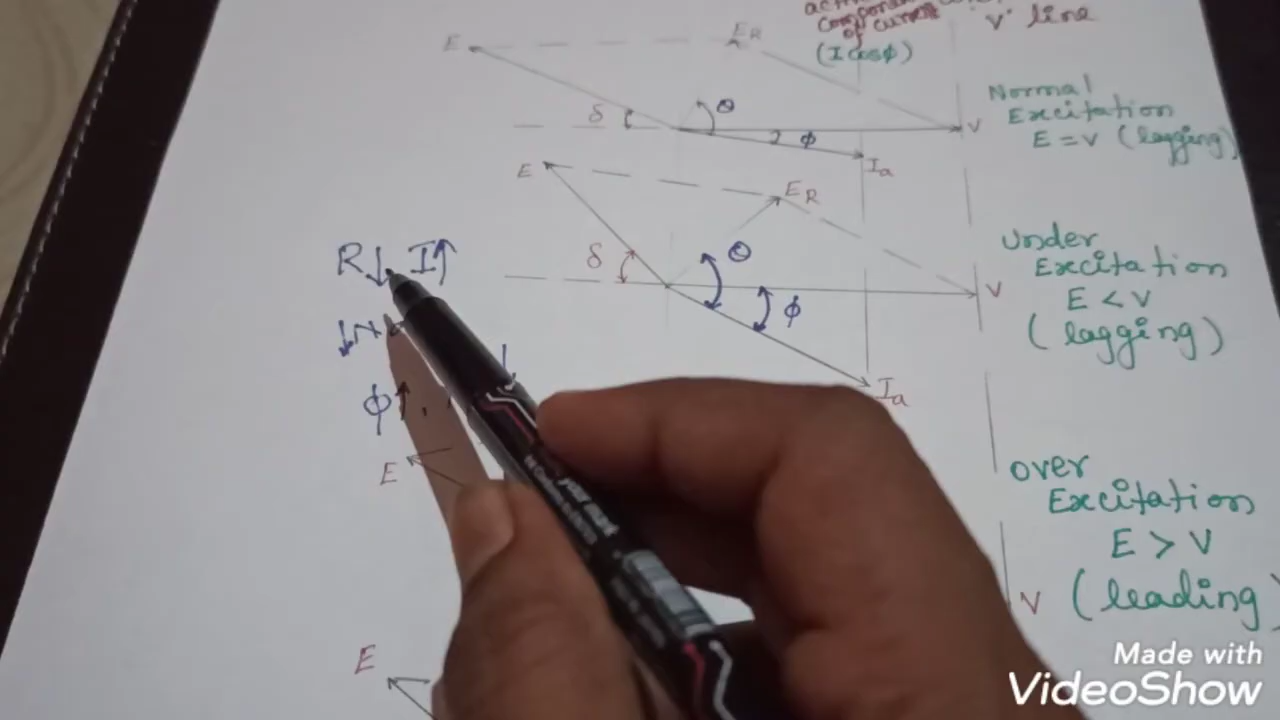 component
of current
(I cosφ)
"V" line
E
E_R
δ
θ
φ
V
I_a
Normal
Excitation
E = V (lagging)
E
E_R
δ
θ
φ
V
I_a
Under
Excitation
E < V
(lagging)
R↓ I↑
φ↑
E
over
Excitation
E > V
(leading)
V
E
Made with
VideoShow